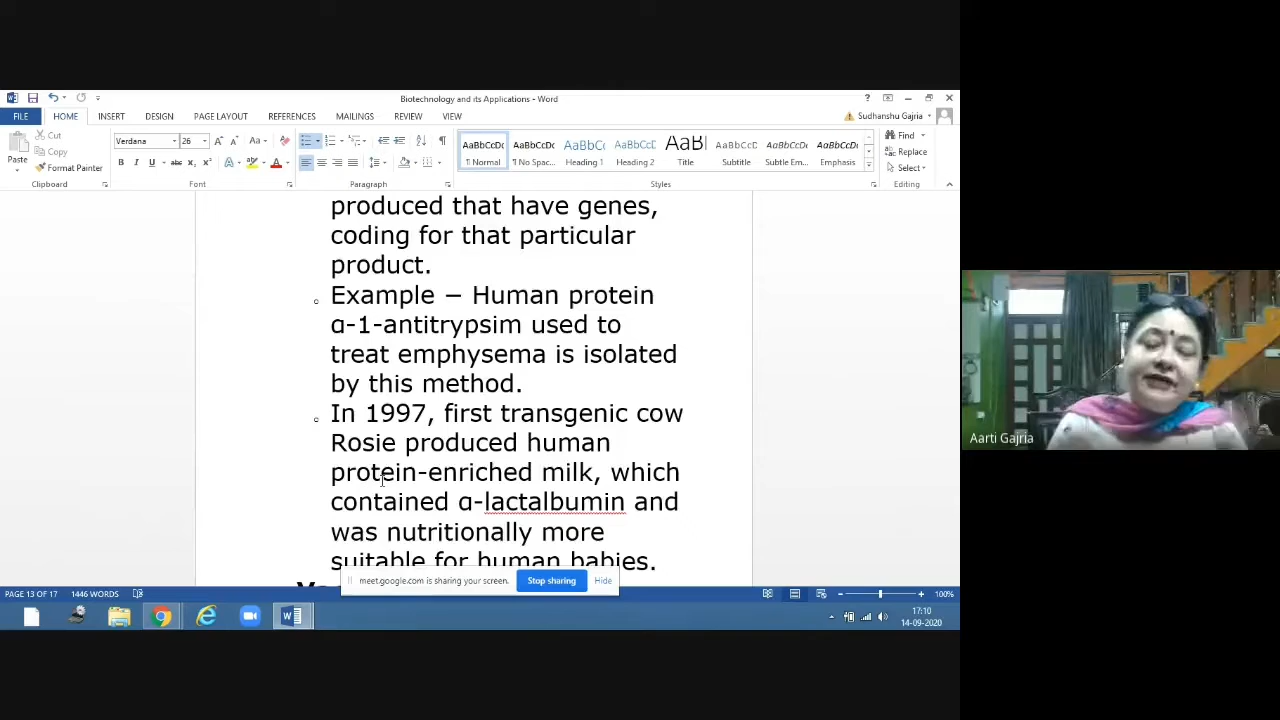 Biotechnology and its Applications - Word
FILE HOME INSERT DESIGN PAGE LAYOUT REFERENCES MAILINGS REVIEW VIEW
Sudhanshu Gajria
Paste
Cut
Copy
Format Painter
Clipboard
Verdana 26
Font
Paragraph
AaBbCcDc AaBbCcDc AaBbC AaBbCc AaB AaBbCcD AaBbCcDc AaBbCcDc
¶ Normal ¶ No Spac... Heading 1 Heading 2 Title Subtitle Subtle Em... Emphasis
Styles
Find
Replace
Select
Editing
produced that have genes,
coding for that particular
product.
Example − Human protein
α-1-antitrypsim used to
treat emphysema is isolated
by this method.
In 1997, first transgenic cow
Rosie produced human
protein-enriched milk, which
contained α-lactalbumin and
was nutritionally more
suitable for human babies.
meet.google.com is sharing your screen. Stop sharing Hide
PAGE 13 OF 17 1446 WORDS
100%
17:10
14-09-2020
Aarti Gajria